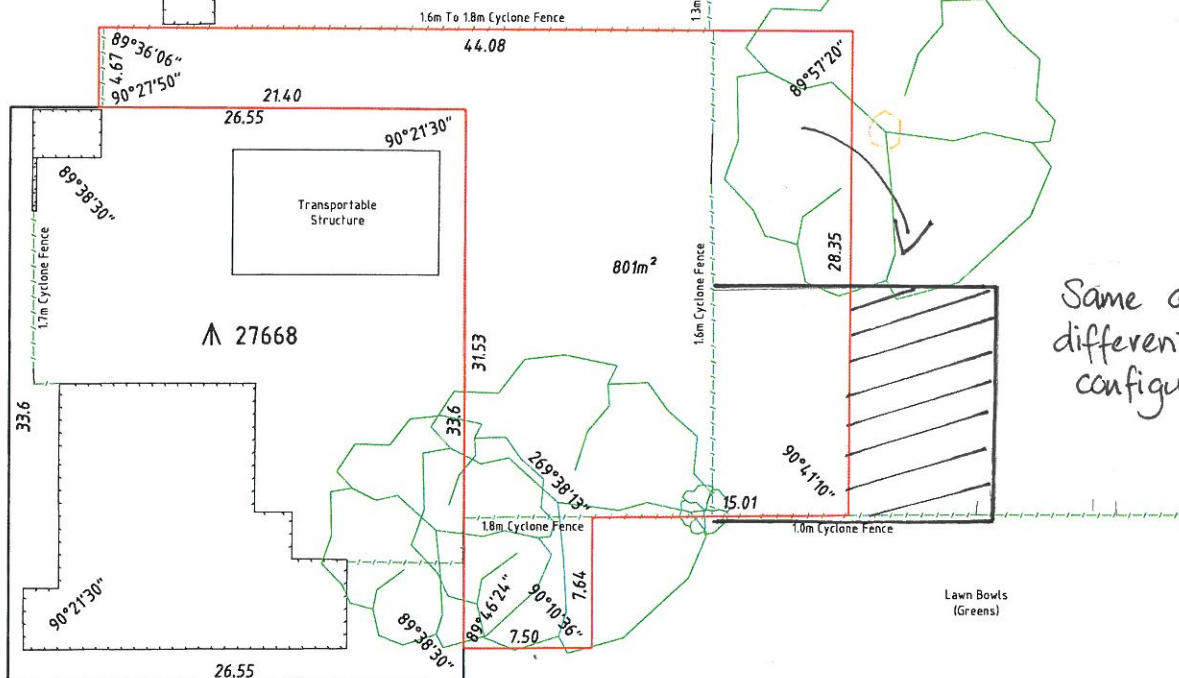 1.6m To 1.8m Cyclone Fence
1.3m
44.08
89°36'06"
4.67
90°27'50"
21.40
26.55
90°21'30"
89°57'20"
89°38'30"
Transportable
Structure
1.7m Cyclone Fence
801m²
1.6m Cyclone Fence
28.35
27668
31.53
33.6
33.6
Same
different
269°38'13"
90°41'10"
15.01
1.8m Cyclone Fence
1.0m Cyclone Fence
7.64
90°21'30"
89°38'30"
89°46'24"
90°10'36"
7.50
Lawn Bowls
(Greens)
26.55